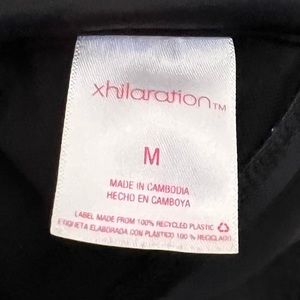 xhilaration™
M
MADE IN CAMBODIA
HECHO EN CAMBOYA
LABEL MADE FROM 100% RECYCLED PLASTIC
ETIQUETA ELABORADA CON PLASTICO 100 % RECICLADO